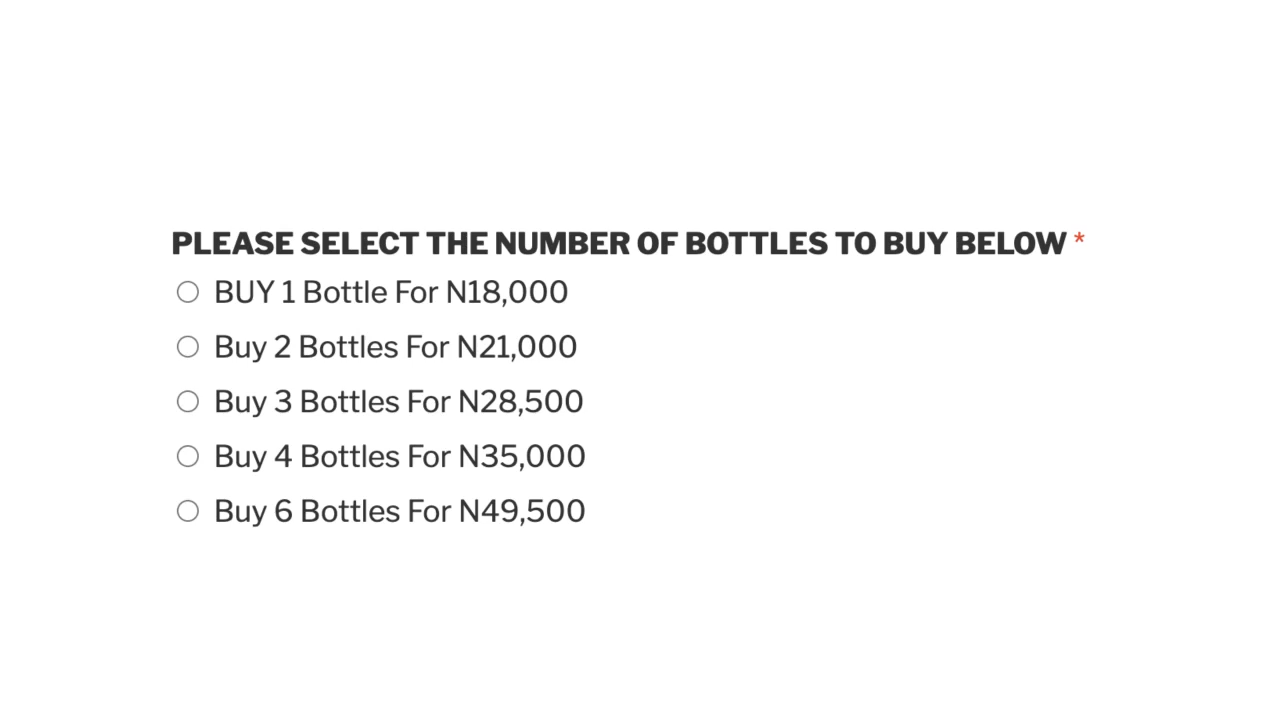 PLEASE SELECT THE NUMBER OF BOTTLES TO BUY BELOW *
BUY 1 Bottle For N18,000
Buy 2 Bottles For N21,000
Buy 3 Bottles For N28,500
Buy 4 Bottles For N35,000
Buy 6 Bottles For N49,500